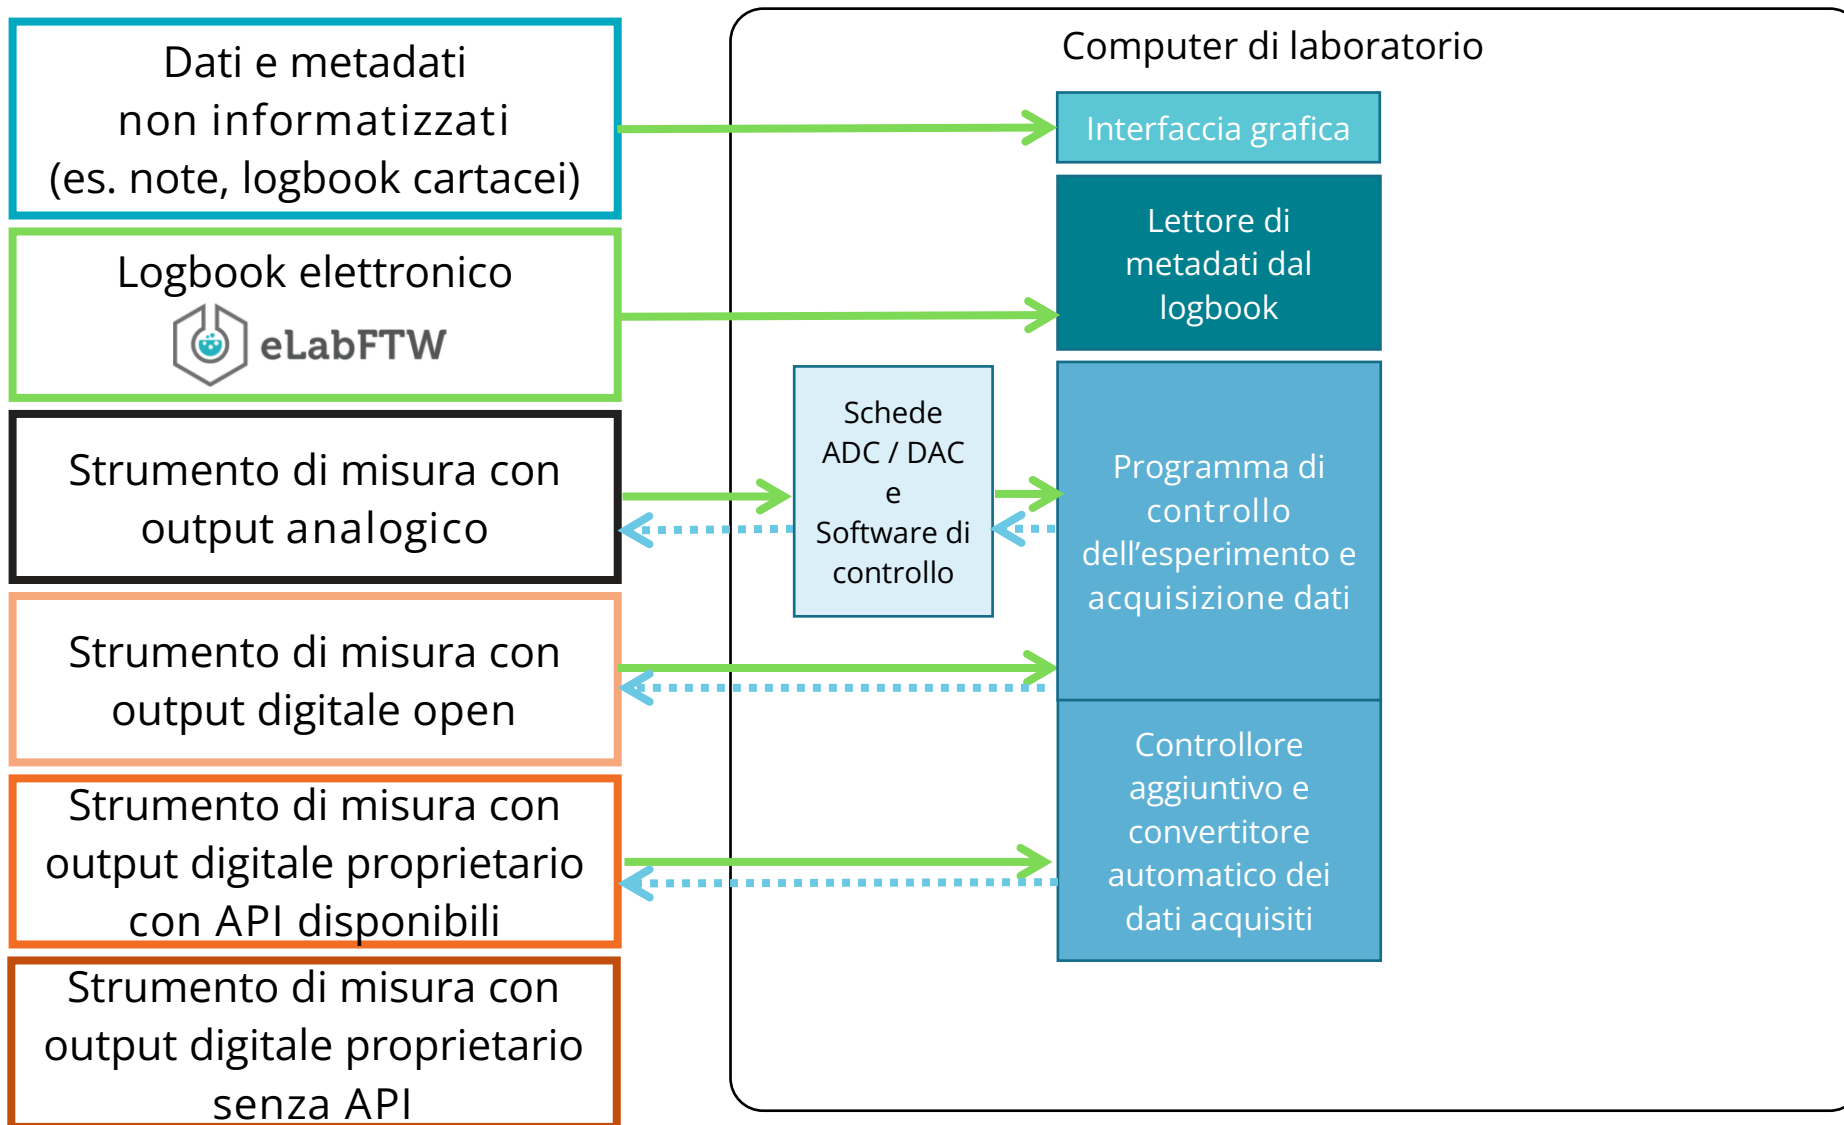 Dati e metadati
non informatizzati
(es. note, logbook cartacei)
Logbook elettronico
eLabFTW
Strumento di misura con
output analogico
Strumento di misura con
output digitale open
Strumento di misura con
output digitale proprietario
con API disponibili
Strumento di misura con
output digitale proprietario
senza API
Computer di laboratorio
Interfaccia grafica
Lettore di
metadati dal
logbook
Schede
ADC / DAC
e
Software di
controllo
Programma di
controllo
dell’esperimento e
acquisizione dati
Controllore
aggiuntivo e
convertitore
automatico dei
dati acquisiti